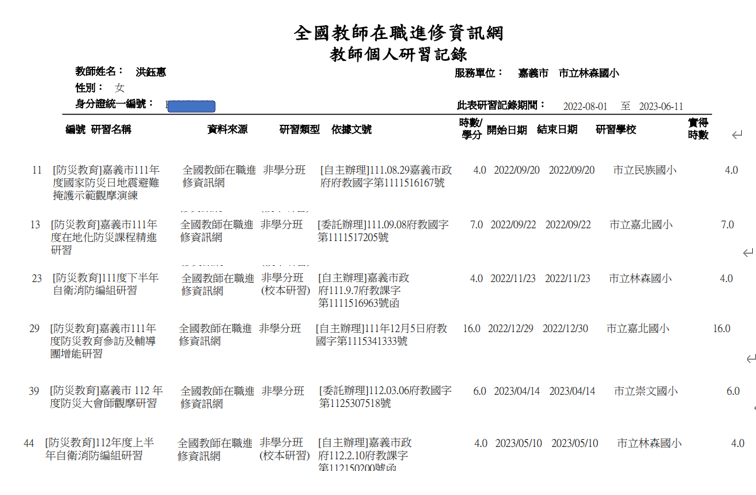 全國教師在職進修資訊網
教師個人研習記錄
教師姓名： 洪鈺惠 服務單位： 嘉義市 市立林森國小
性別： 女
身分證統一編號： 此表研習記錄期間： 2022-08-01 至 2023-06-11
編號 研習名稱 資料來源 研習類型 依據文號 時數/學分 開始日期 結束日期 研習學校 實得時數
11 [防災教育]嘉義市111年 全國教師在職進 非學分班 [自主辦理]111.08.29嘉義市政 4.0 2022/09/20 2022/09/20 市立民族國小 4.0
度國家防災日地震避難 修資訊網 府府教國字第1111516167號
掩護示範觀摩演練
13 [防災教育]嘉義市111年 全國教師在職進 非學分班 [委託辦理]111.09.08府教國字 7.0 2022/09/22 2022/09/22 市立嘉北國小 7.0
度在地化防災課程精進 修資訊網 第1111517205號
研習
23 [防災教育]111度下半年 全國教師在職進 非學分班 [自主辦理]嘉義市政 4.0 2022/11/23 2022/11/23 市立林森國小 4.0
自衛消防編組研習 修資訊網 (校本研習) 府111.9.7府教課字
第1111516963號函
29 [防災教育]嘉義市111年 全國教師在職進 非學分班 [自主辦理]111年12月5日府教 16.0 2022/12/29 2022/12/30 市立嘉北國小 16.0
度防災教育參訪及輔導 修資訊網 國字第1115341333號
團增能研習
39 [防災教育]嘉義市 112 年 全國教師在職進 非學分班 [委託辦理]112.03.06府教國字 6.0 2023/04/14 2023/04/14 市立崇文國小 6.0
度防災大會師觀摩研習 修資訊網 第1125307518號
44 [防災教育]112年度上半 全國教師在職進 非學分班 [自主辦理]嘉義市政 4.0 2023/05/10 2023/05/10 市立林森國小 4.0
年自衛消防編組研習 修資訊網 (校本研習) 府112.2.10府教課字
第112150200號函